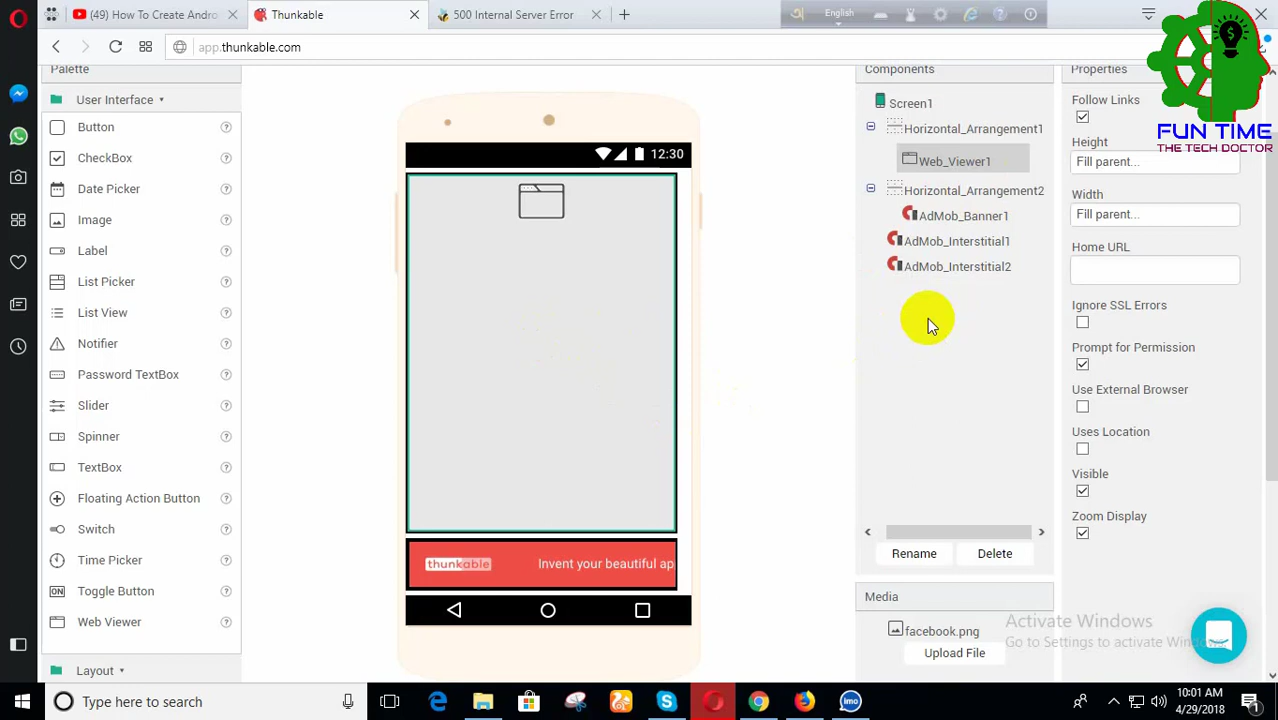 (49) How To Create Andro
Thunkable
500 Internal Server Error
English
app.thunkable.com
Palette
User Interface
Button
CheckBox
Date Picker
Image
Label
List Picker
List View
Notifier
Password TextBox
Slider
Spinner
TextBox
Floating Action Button
Switch
Time Picker
ON
Toggle Button
Web Viewer
Layout
12:30
thunkable
Invent your beautiful ap
Components
Screen1
Horizontal_Arrangement1
Web_Viewer1
Horizontal_Arrangement2
AdMob_Banner1
AdMob_Interstitial1
AdMob_Interstitial2
Rename
Delete
Media
facebook.png
Upload File
Properties
Follow Links
Height
Fill parent...
Width
Fill parent...
Home URL
Ignore SSL Errors
Prompt for Permission
Use External Browser
Uses Location
Visible
Zoom Display
FUN TIME
THE TECH DOCTOR
Activate Windows
Go to Settings to activate Windows.
Type here to search
imo
10:01 AM
4/29/2018